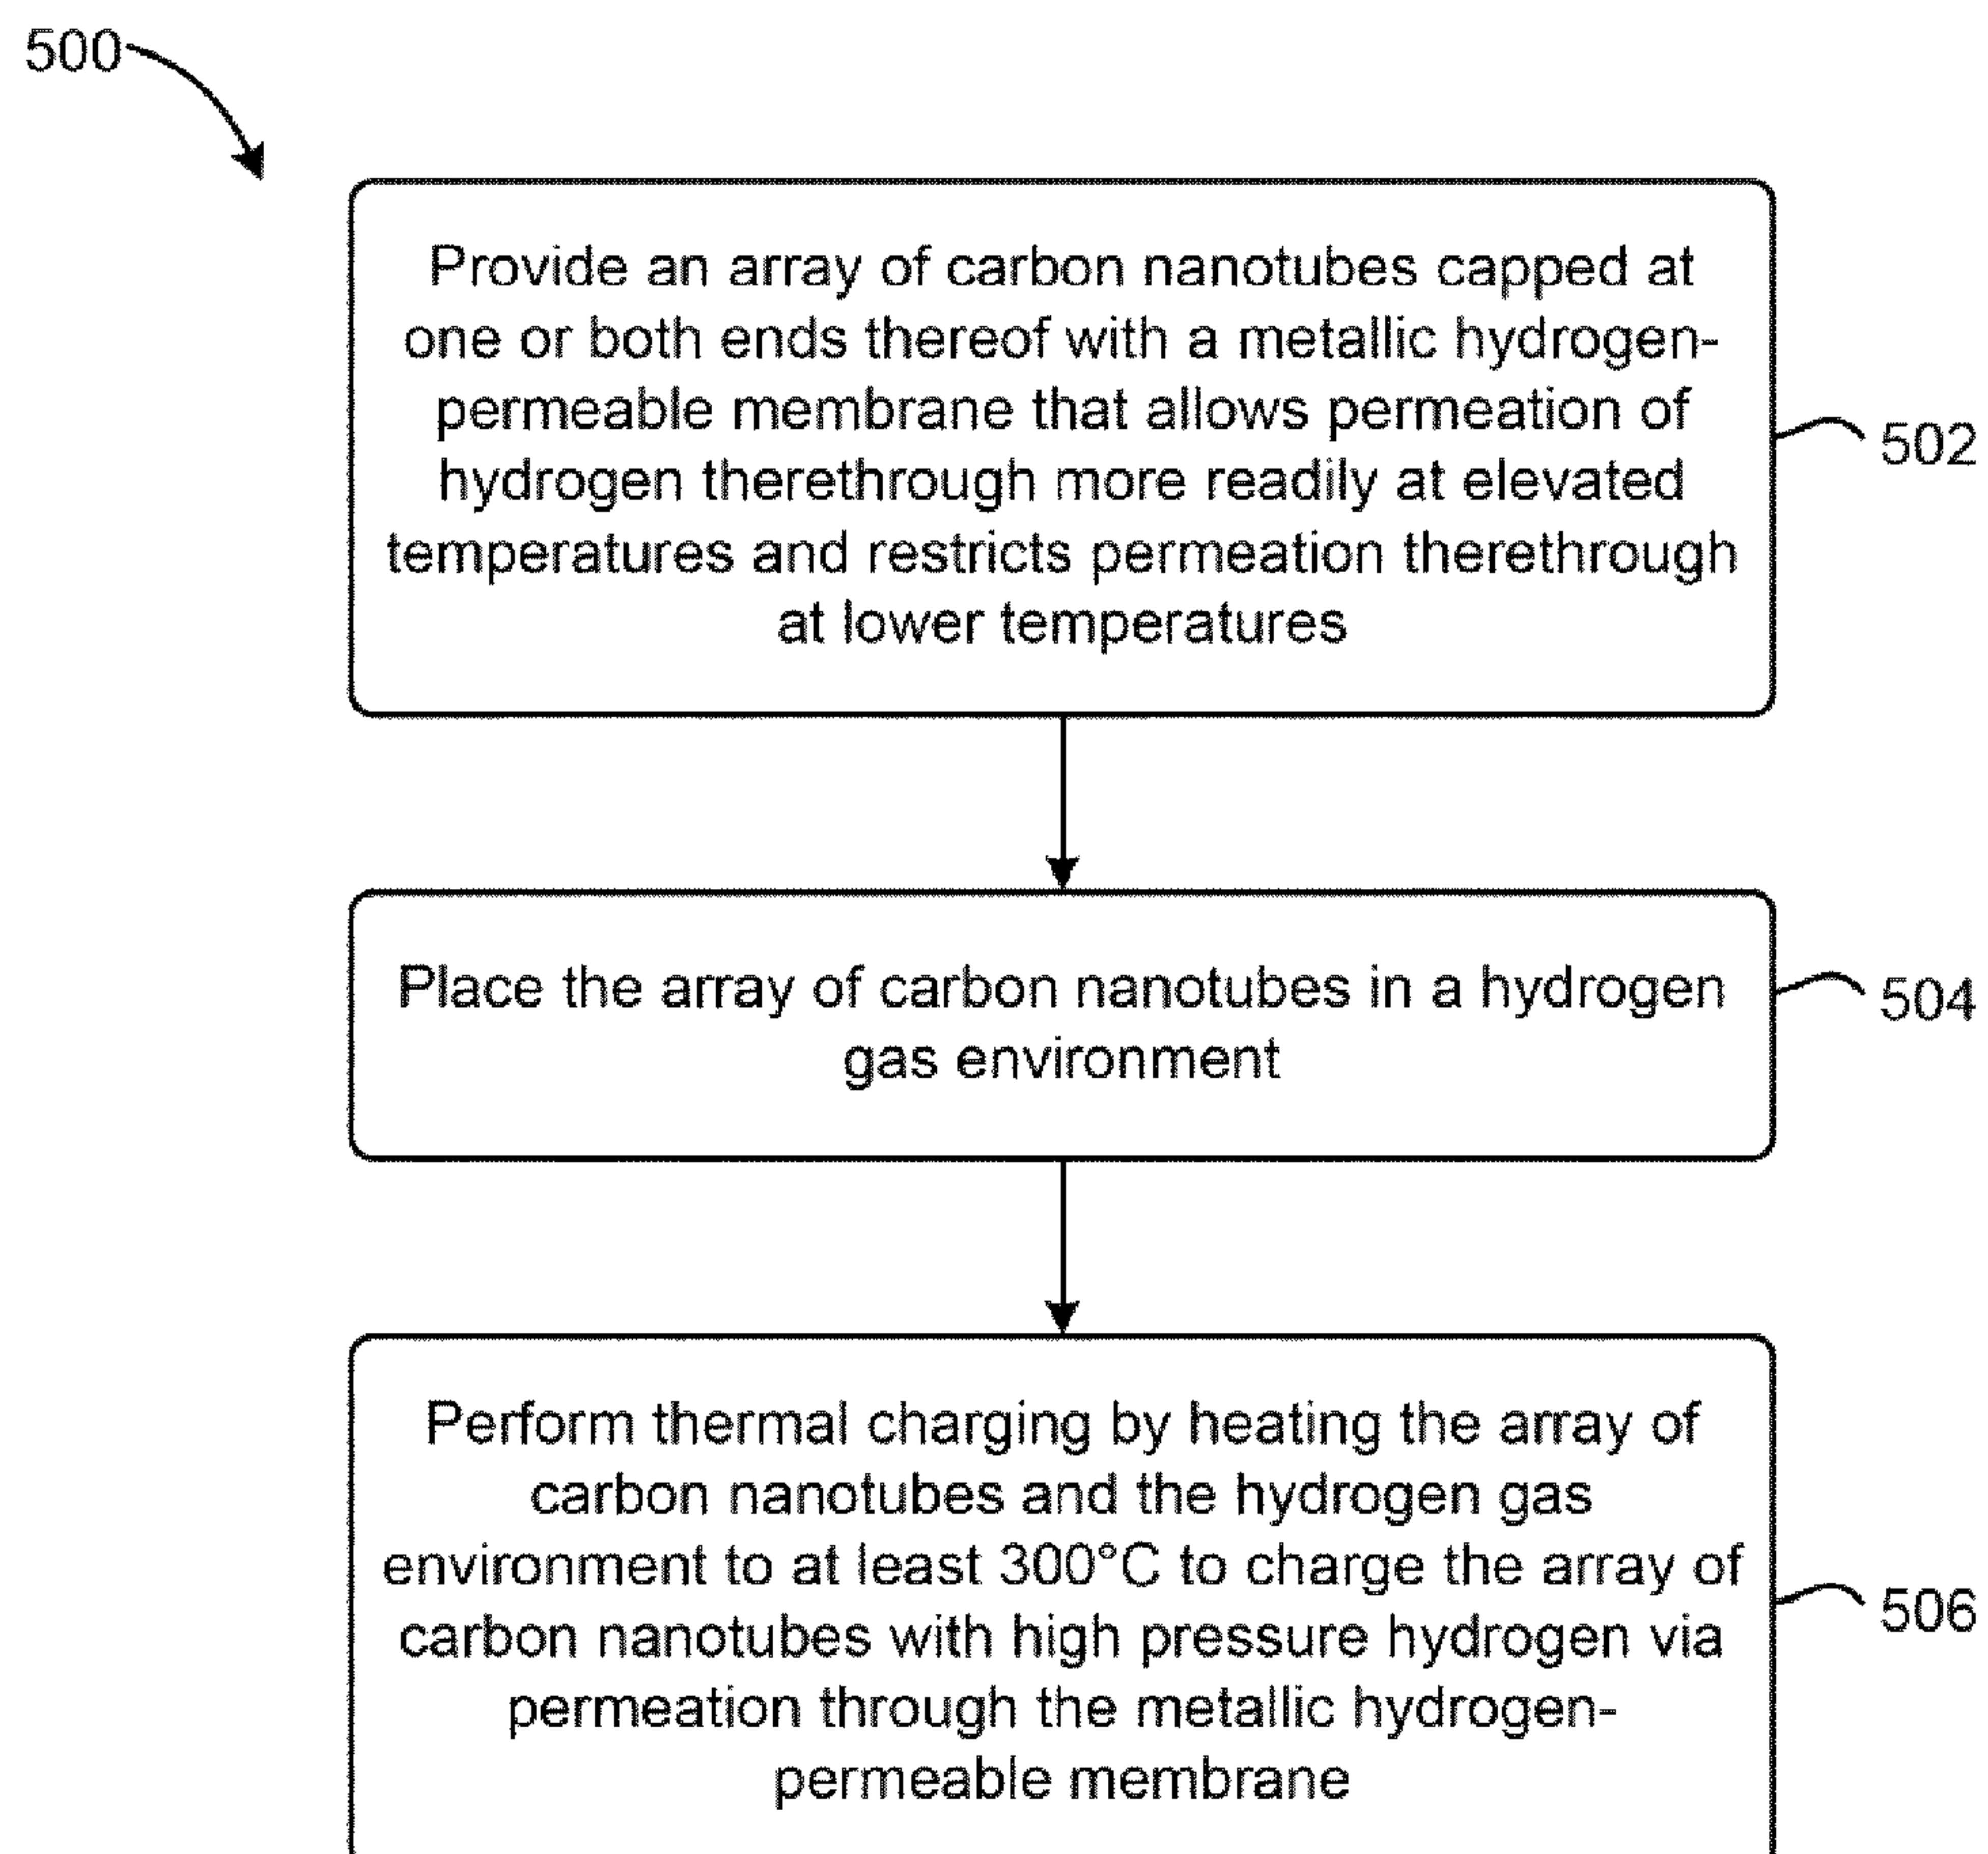 500
Provide an array of carbon nanotubes capped at
one or both ends thereof with a metallic hydrogen-
permeable membrane that allows permeation of
hydrogen therethrough more readily at elevated
temperatures and restricts permeation therethrough
at lower temperatures
502
Place the array of carbon nanotubes in a hydrogen
gas environment
504
Perform thermal charging by heating the array of
carbon nanotubes and the hydrogen gas
environment to at least 300°C to charge the array of
carbon nanotubes with high pressure hydrogen via
permeation through the metallic hydrogen-
permeable membrane
506